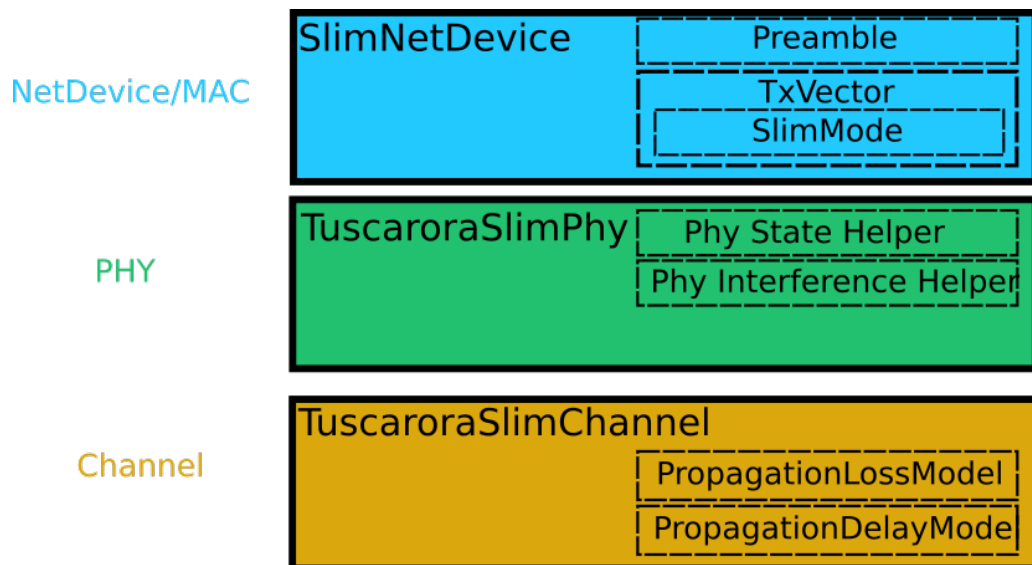 SlimNetDevice
Preamble
NetDevice/MAC
TxVector
SlimMode
TuscaroraSlimPhy
Phy State Helper
PHY
Phy Interference Helper
TuscaroraSlimChannel
Channel
PropagationLossModel
PropagationDelayMode